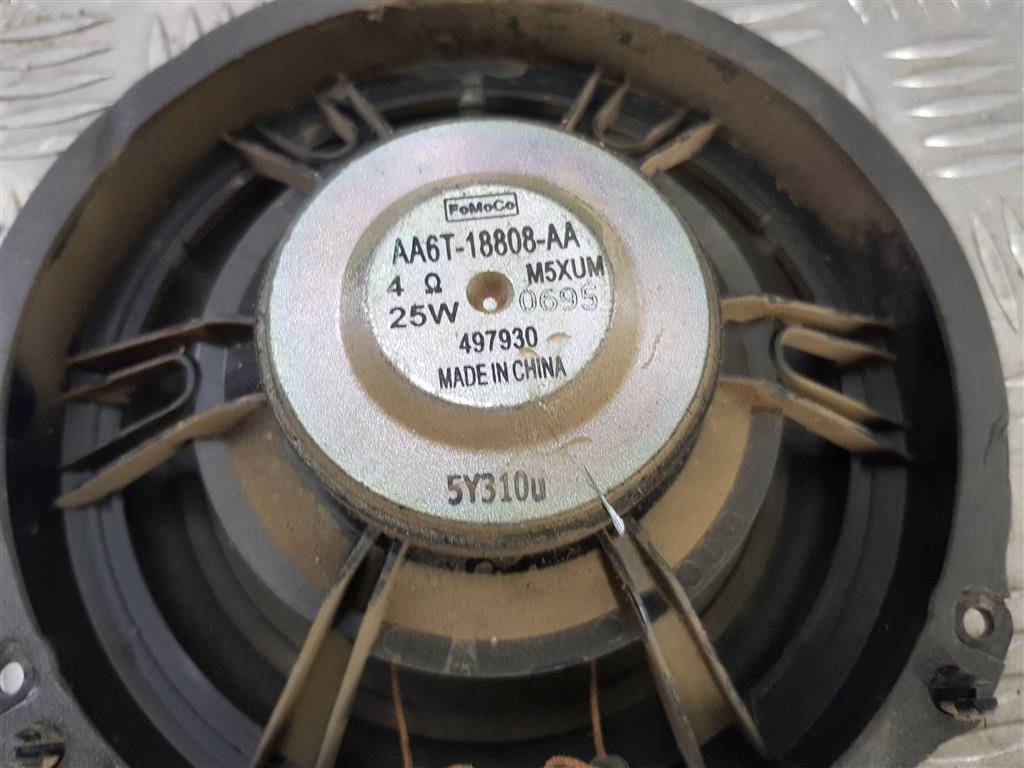 FoMoCo
AA6T-18808-AA
4 Ω M5XUM
25W 0695
497930
MADE IN CHINA
5Y310u